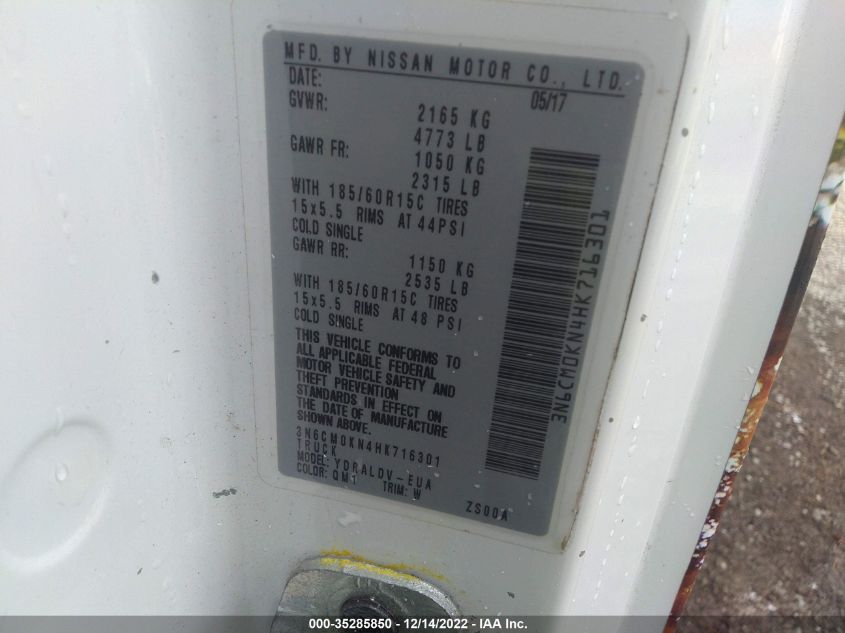 MFD. BY NISSAN MOTOR CO., LTD.
DATE: 05/17
GVWR: 2165 KG
4773 LB
GAWR FR: 1050 KG
2315 LB
WITH 185/60R15C TIRES
15x5.5 RIMS AT 44PSI
COLD SINGLE
GAWR RR: 1150 KG
2535 LB
WITH 185/60R15C TIRES
15x5.5 RIMS AT 48 PSI
COLD SINGLE
THIS VEHICLE CONFORMS TO
ALL APPLICABLE FEDERAL
MOTOR VEHICLE SAFETY AND
THEFT PREVENTION
STANDARDS IN EFFECT ON
THE DATE OF MANUFACTURE
SHOWN ABOVE.
3N6CM0KN4HK716301
TRUCK
MODEL: YDRALDV-EUA
COLOR: QM1 TRIM: W
ZS00A
3N6CM0KN4HK716301
000-35285850 / 12/14/2022 - IAA Inc.